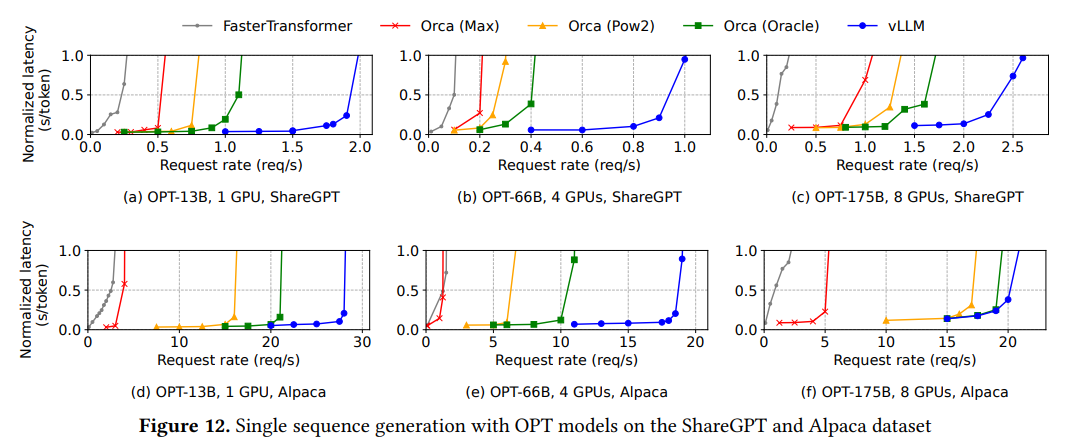 FasterTransformer Orca (Max) Orca (Pow2) Orca (Oracle) vLLM
Normalized latency
(s/token)
1.0
0.5
0.0
0.0 0.5 1.0 1.5 2.0
Request rate (req/s)
(a) OPT-13B, 1 GPU, ShareGPT
1.0
0.5
0.0
0.0 0.2 0.4 0.6 0.8 1.0
Request rate (req/s)
(b) OPT-66B, 4 GPUs, ShareGPT
1.0
0.5
0.0
0.0 0.5 1.0 1.5 2.0 2.5
Request rate (req/s)
(c) OPT-175B, 8 GPUs, ShareGPT
Normalized latency
(s/token)
1.0
0.5
0.0
0 10 20 30
Request rate (req/s)
(d) OPT-13B, 1 GPU, Alpaca
1.0
0.5
0.0
0 5 10 15 20
Request rate (req/s)
(e) OPT-66B, 4 GPUs, Alpaca
1.0
0.5
0.0
0 5 10 15 20
Request rate (req/s)
(f) OPT-175B, 8 GPUs, Alpaca
Figure 12. Single sequence generation with OPT models on the ShareGPT and Alpaca dataset